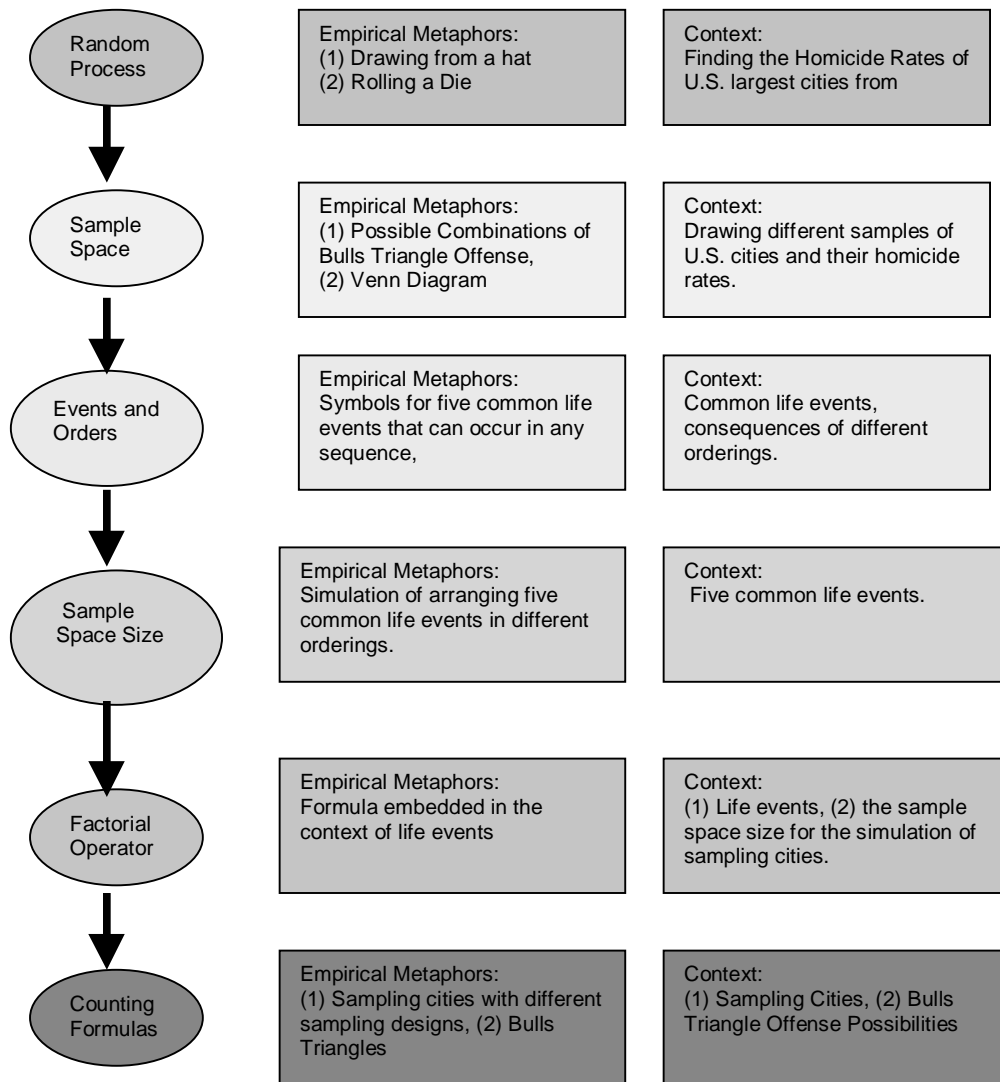 Random
Process
Empirical Metaphors:
(1) Drawing from a hat
(2) Rolling a Die
Context:
Finding the Homicide Rates of
U.S. largest cities from
Sample
Space
Empirical Metaphors:
(1) Possible Combinations of
Bulls Triangle Offense,
(2) Venn Diagram
Context:
Drawing different samples of
U.S. cities and their homicide
rates.
Events and
Orders
Empirical Metaphors:
Symbols for five common life
events that can occur in any
sequence,
Context:
Common life events,
consequences of different
orderings.
Sample
Space Size
Empirical Metaphors:
Simulation of arranging five
common life events in different
orderings.
Context:
Five common life events.
Factorial
Operator
Empirical Metaphors:
Formula embedded in the
context of life events
Context:
(1) Life events, (2) the sample
space size for the simulation of
sampling cities.
Counting
Formulas
Empirical Metaphors:
(1) Sampling cities with different
sampling designs, (2) Bulls
Triangles
Context:
(1) Sampling Cities, (2) Bulls
Triangle Offense Possibilities